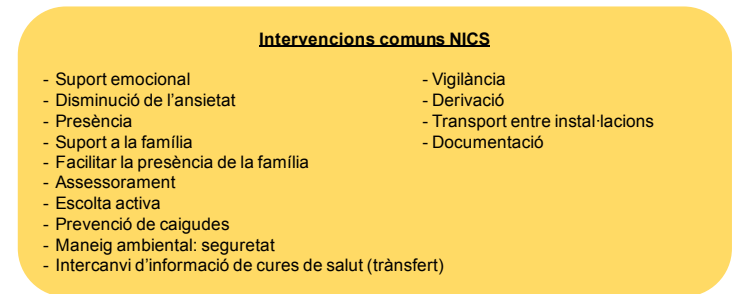 Intervencions comuns NICS
- Suport emocional
- Disminució de l'ansietat
- Presència
- Suport a la família
- Facilitar la presència de la família
- Assessorament
- Escolta activa
- Prevenció de caigudes
- Maneig ambiental: seguretat
- Intercanvi d'informació de cures de salut (trànsfert)
- Vigilància
- Derivació
- Transport entre instal·lacions
- Documentació